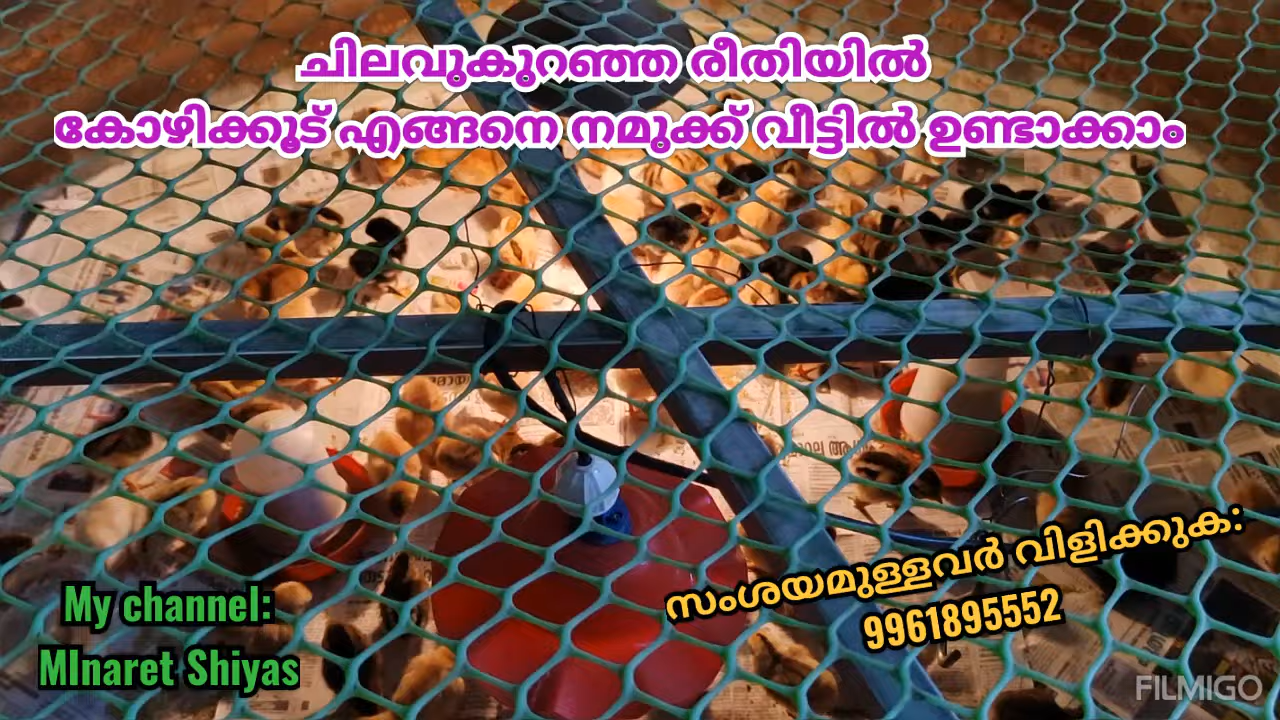 ചിലവുകുറഞ്ഞ രീതിയിൽ
കോഴിക്കൂട് എങ്ങനെ നമുക്ക് വീട്ടിൽ ഉണ്ടാക്കാം
സംശയമുള്ളവർ വിളിക്കുക:
9961895552
My channel:
MInaret Shiyas
FILMIGO